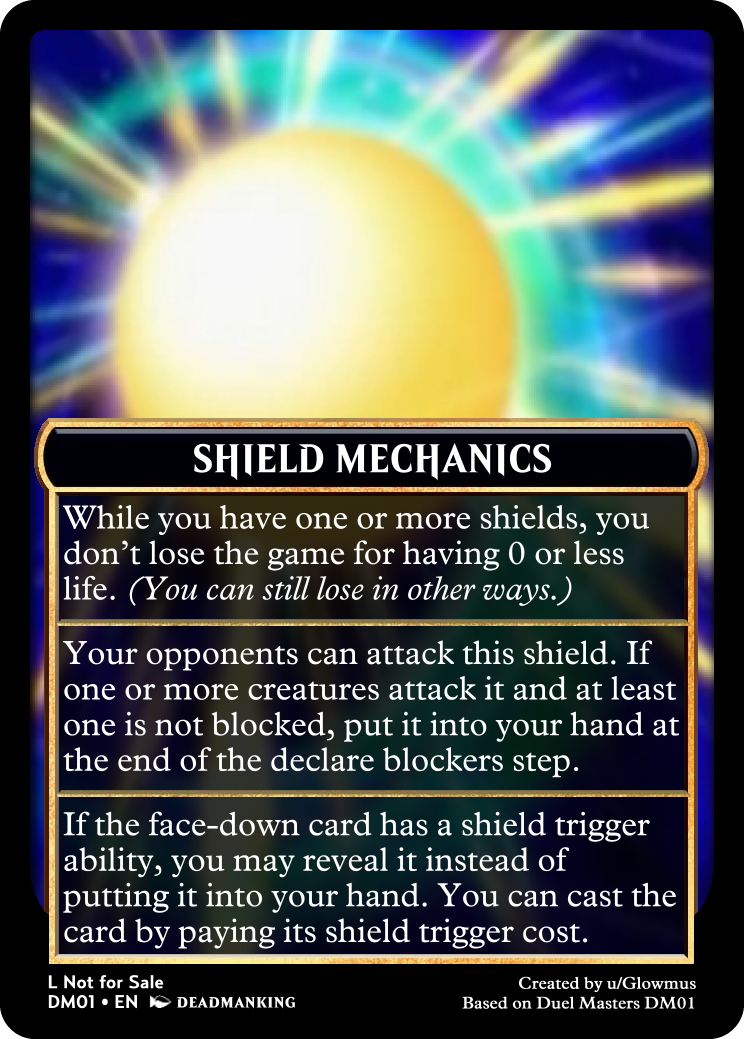 SHIELD MECHANICS
While you have one or more shields, you
don't lose the game for having 0 or less
life. (You can still lose in other ways.)
Your opponents can attack this shield. If
one or more creatures attack it and at least
one is not blocked, put it into your hand at
the end of the declare blockers step.
If the face-down card has a shield trigger
ability, you may reveal it instead of
putting it into your hand. You can cast the
card by paying its shield trigger cost.
L Not for Sale
DM01 • EN DEADMANKING
Created by u/Glowmus
Based on Duel Masters DM01